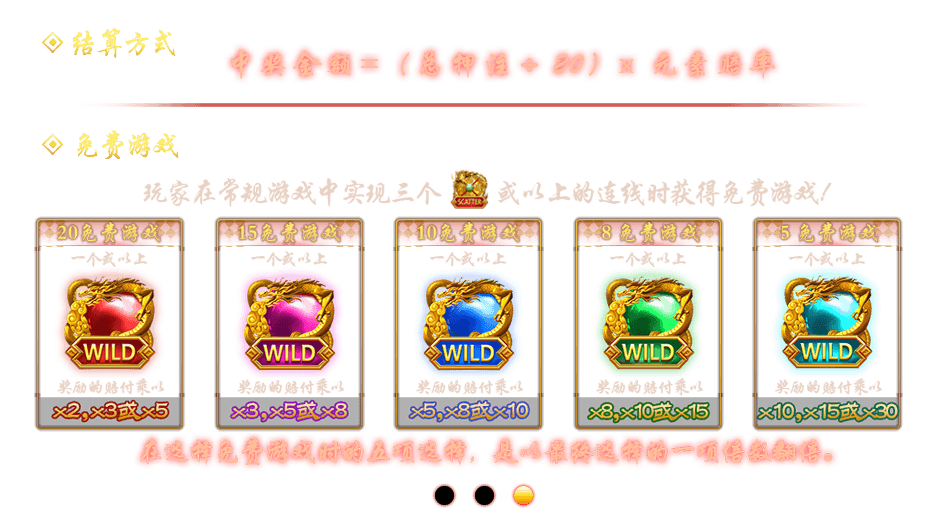 结算方式
中奖金额=(总押注÷20)x元素赔率
免费游戏
玩家在常规游戏中实现三个 SCATTER 或以上的连线时获得免费游戏!
20免费游戏 15免费游戏 10免费游戏 8免费游戏 5免费游戏
一个或以上 一个或以上 一个或以上 一个或以上 一个或以上
WILD WILD WILD WILD WILD
奖励的赔付乘以 奖励的赔付乘以 奖励的赔付乘以 奖励的赔付乘以 奖励的赔付乘以
x2,x3或x5 x3,x5或x8 x5,x8或x10 x8,x10或x15 x10,x15或x30
在选择免费游戏时的五项选择,是以最终选择的一项倍数翻倍。